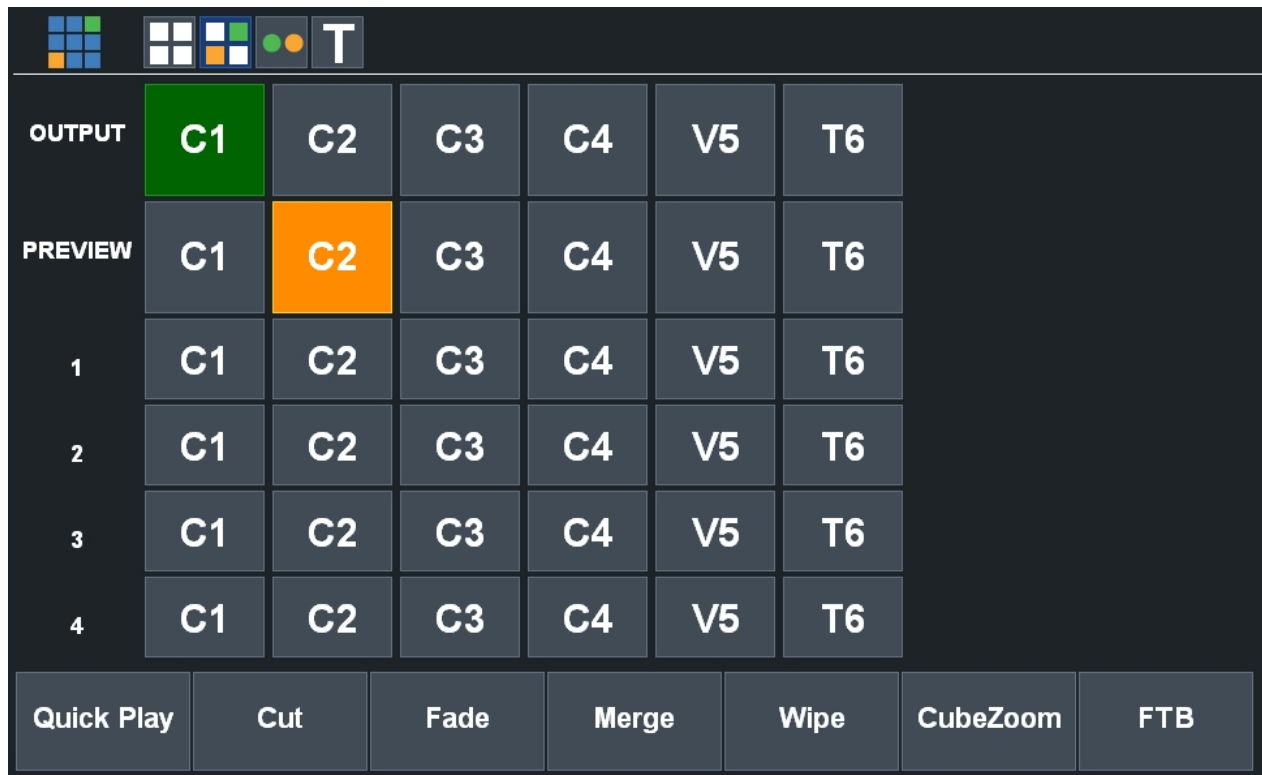 T
OUTPUT C1 C2 C3 C4 V5 T6
PREVIEW C1 C2 C3 C4 V5 T6
1 C1 C2 C3 C4 V5 T6
2 C1 C2 C3 C4 V5 T6
3 C1 C2 C3 C4 V5 T6
4 C1 C2 C3 C4 V5 T6
Quick Play Cut Fade Merge Wipe CubeZoom FTB